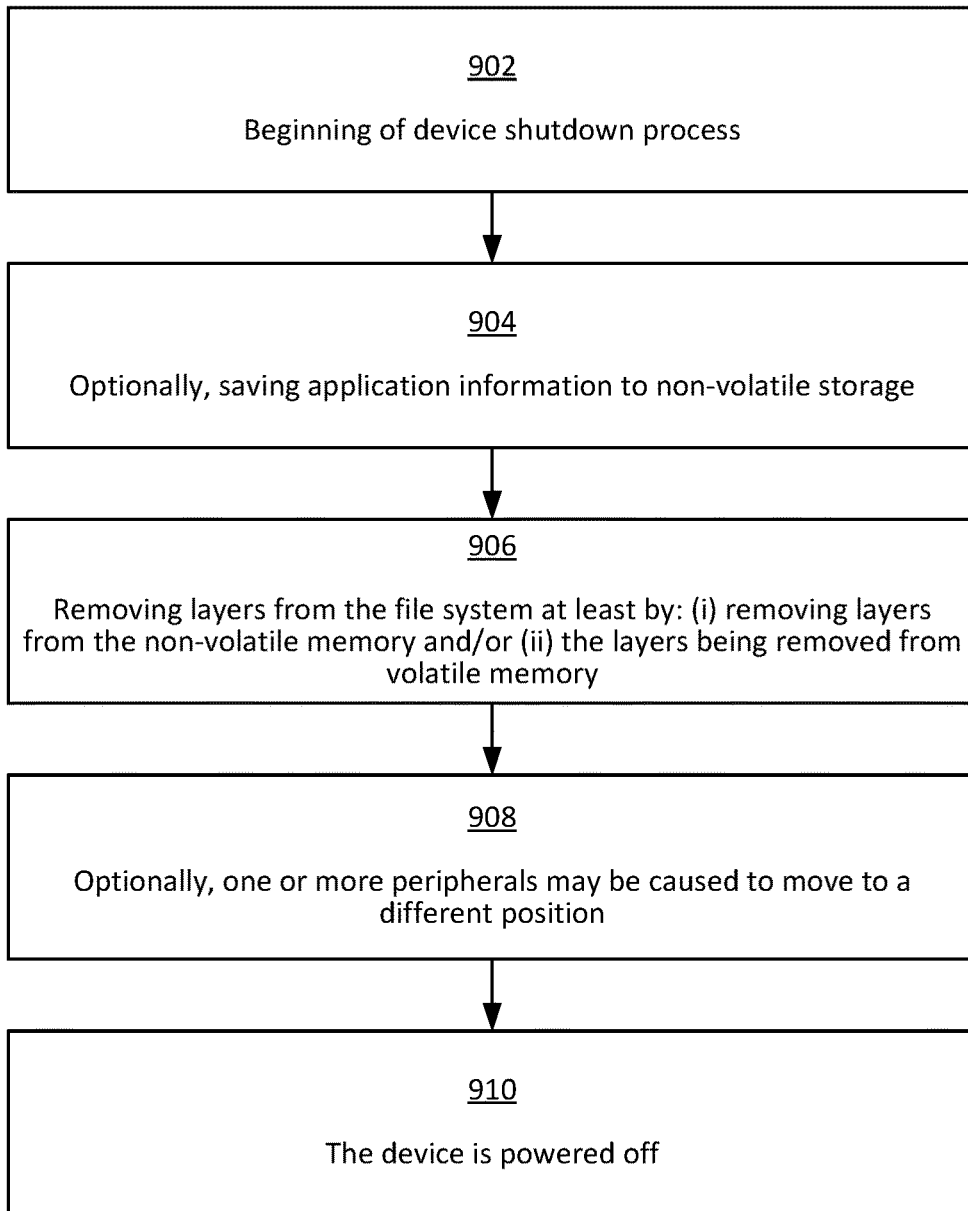 902
Beginning of device shutdown process
904
Optionally, saving application information to non-volatile storage
906
Removing layers from the file system at least by: (i) removing layers
from the non-volatile memory and/or (ii) the layers being removed from
volatile memory
908
Optionally, one or more peripherals may be caused to move to a
different position
910
The device is powered off